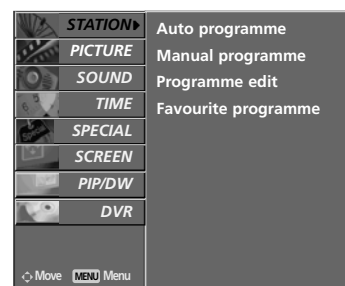 STATION
PICTURE
SOUND
TIME
SPECIAL
SCREEN
PIP/DW
DVR
Move MENU Menu
Auto programme
Manual programme
Programme edit
Favourite programme